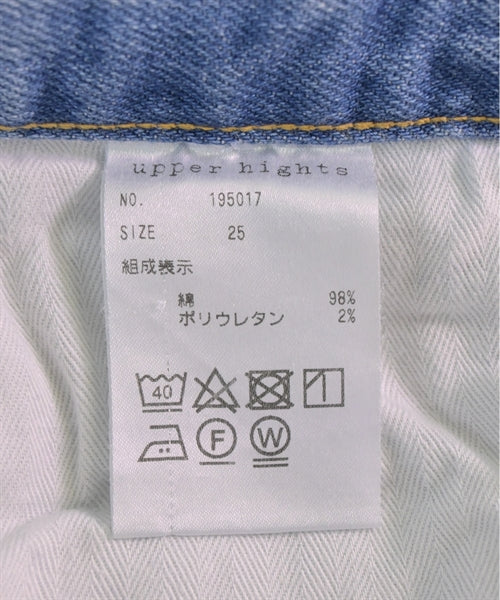 upper hights
NO. 195017
SIZE 25
組成表示
綿 98%
ポリウレタン 2%
40
F W